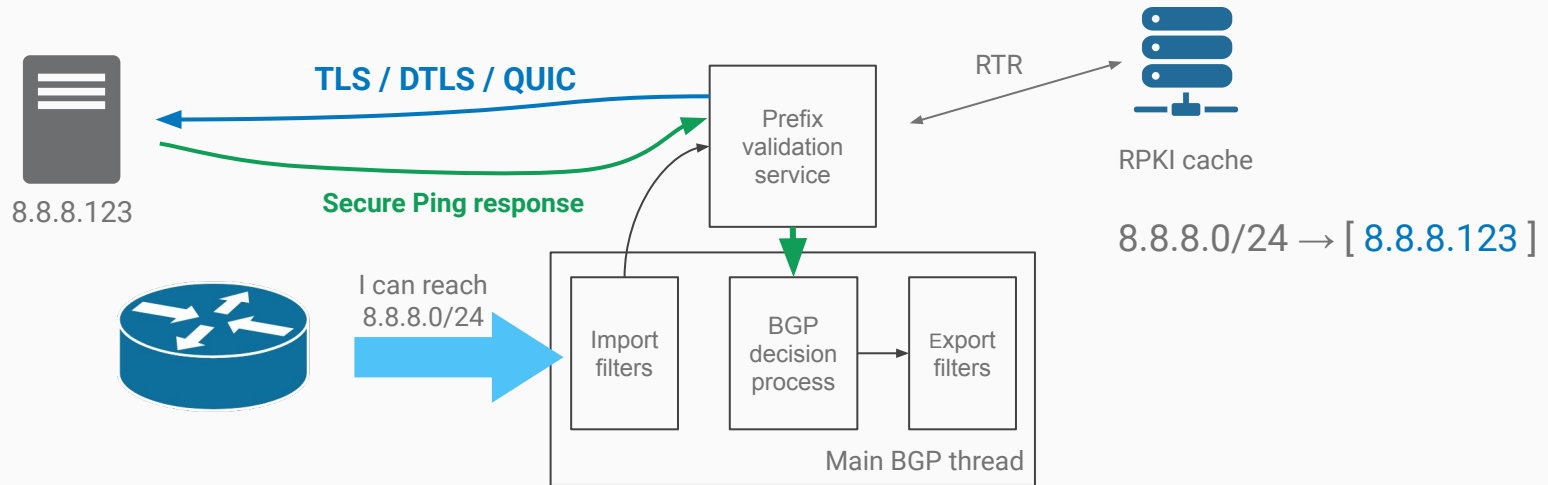 TLS / DTLS / QUIC
Secure Ping response
8.8.8.123
Prefix
validation
service
RTR
RPKI cache
8.8.8.0/24 → [ 8.8.8.123 ]
I can reach
8.8.8.0/24
Import
filters
BGP
decision
process
Export
filters
Main BGP thread